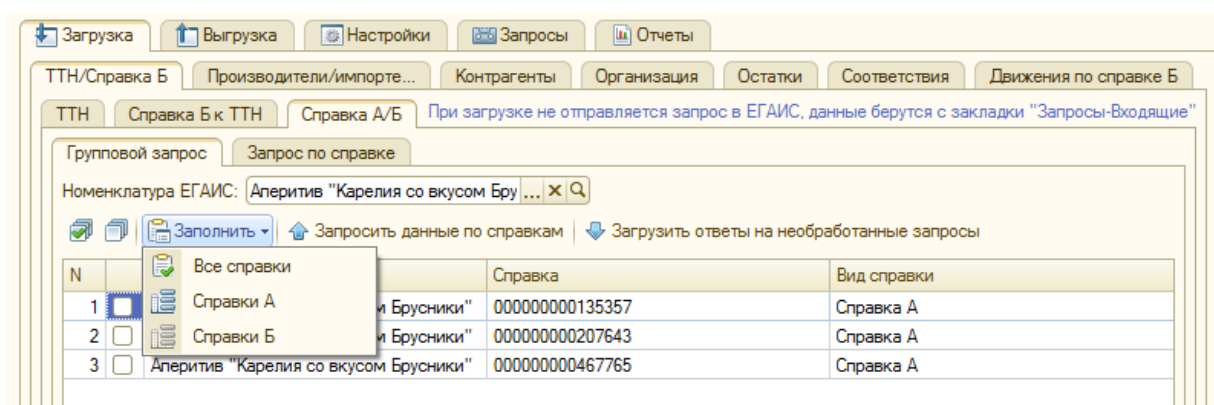 Загрузка Выгрузка Настройки Запросы Отчеты
ТТН/Справка Б Производители/импорте... Контрагенты Организация Остатки Соответствия Движения по справке Б
ТТН Справка Б к ТТН Справка А/Б При загрузке не отправляется запрос в ЕГАИС, данные берутся с закладки "Запросы-Входящие"
Групповой запрос Запрос по справке
Номенклатура ЕГАИС: Аперитив "Карелия со вкусом Бру ...
Заполнить Запросить данные по справкам Загрузить ответы на необработанные запросы
N Справка Вид справки
Все справки
Справки А
Справки Б
1 Брусники" 000000000135357 Справка А
2 Брусники" 000000000207643 Справка А
3 Аперитив "Карелия со вкусом Брусники" 000000000467765 Справка А